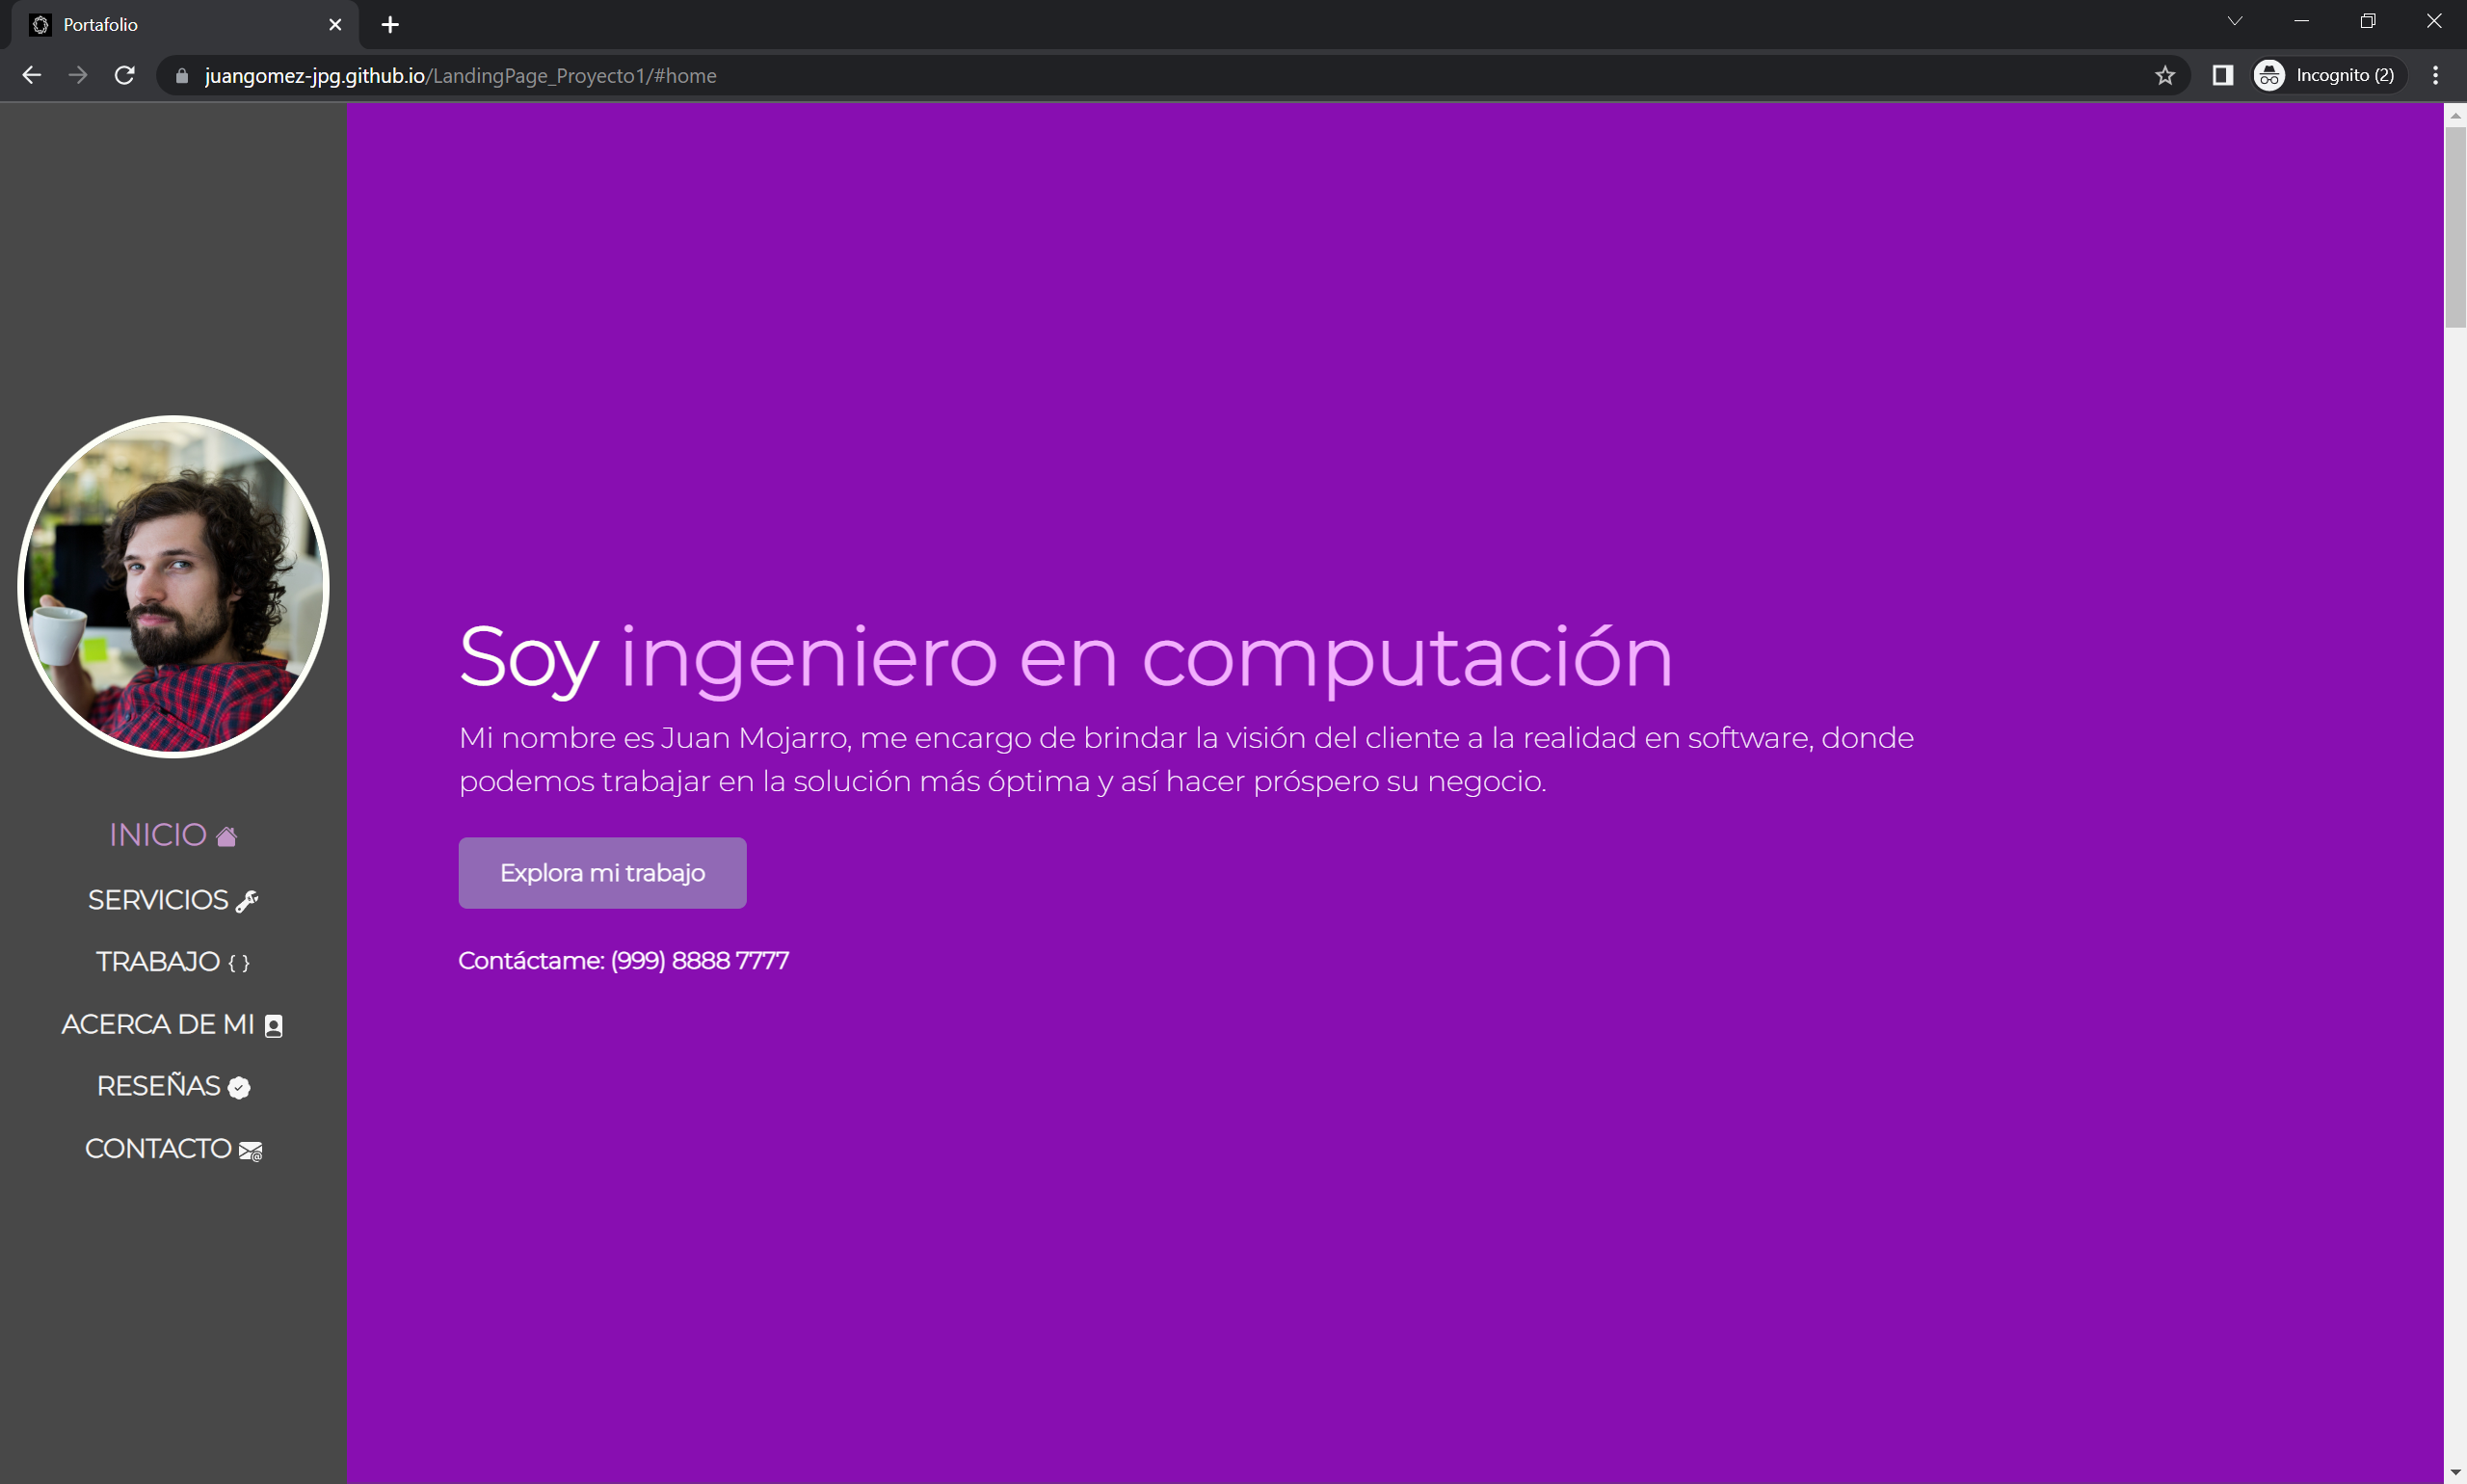 Portafolio
juangomez-jpg.github.io/LandingPage_Proyecto1/#home
Incognito (2)
INICIO
SERVICIOS
TRABAJO { }
ACERCA DE MI
RESEÑAS
CONTACTO
Soy ingeniero en computación
Mi nombre es Juan Mojarro, me encargo de brindar la visión del cliente a la realidad en software, donde
podemos trabajar en la solución más óptima y así hacer próspero su negocio.
Explora mi trabajo
Contáctame: (999) 8888 7777